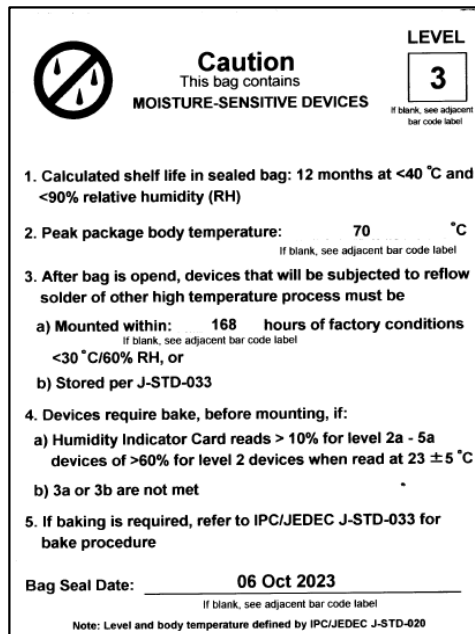 LEVEL
3
If blank, see adjacent
bar code label
Caution
This bag contains
MOISTURE-SENSITIVE DEVICES
1. Calculated shelf life in sealed bag: 12 months at <40 °C and
<90% relative humidity (RH)
2. Peak package body temperature: 70 °C
If blank, see adjacent bar code label
3. After bag is opend, devices that will be subjected to reflow
solder of other high temperature process must be
a) Mounted within: 168 hours of factory conditions
If blank, see adjacent bar code label
<30 °C/60% RH, or
b) Stored per J-STD-033
4. Devices require bake, before mounting, if:
a) Humidity Indicator Card reads > 10% for level 2a - 5a
devices of >60% for level 2 devices when read at 23 ±5 °C
b) 3a or 3b are not met
5. If baking is required, refer to IPC/JEDEC J-STD-033 for
bake procedure
Bag Seal Date: 06 Oct 2023
If blank, see adjacent bar code label
Note: Level and body temperature defined by IPC/JEDEC J-STD-020